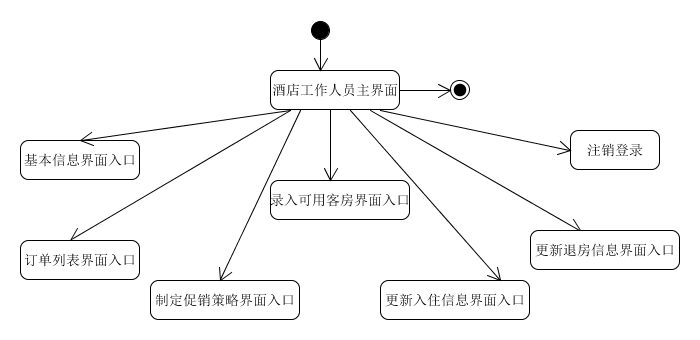 酒店工作人员主界面
注销登录
基本信息界面入口
录入可用客房界面入口
更新退房信息界面入口
订单列表界面入口
制定促销策略界面入口
更新入住信息界面入口